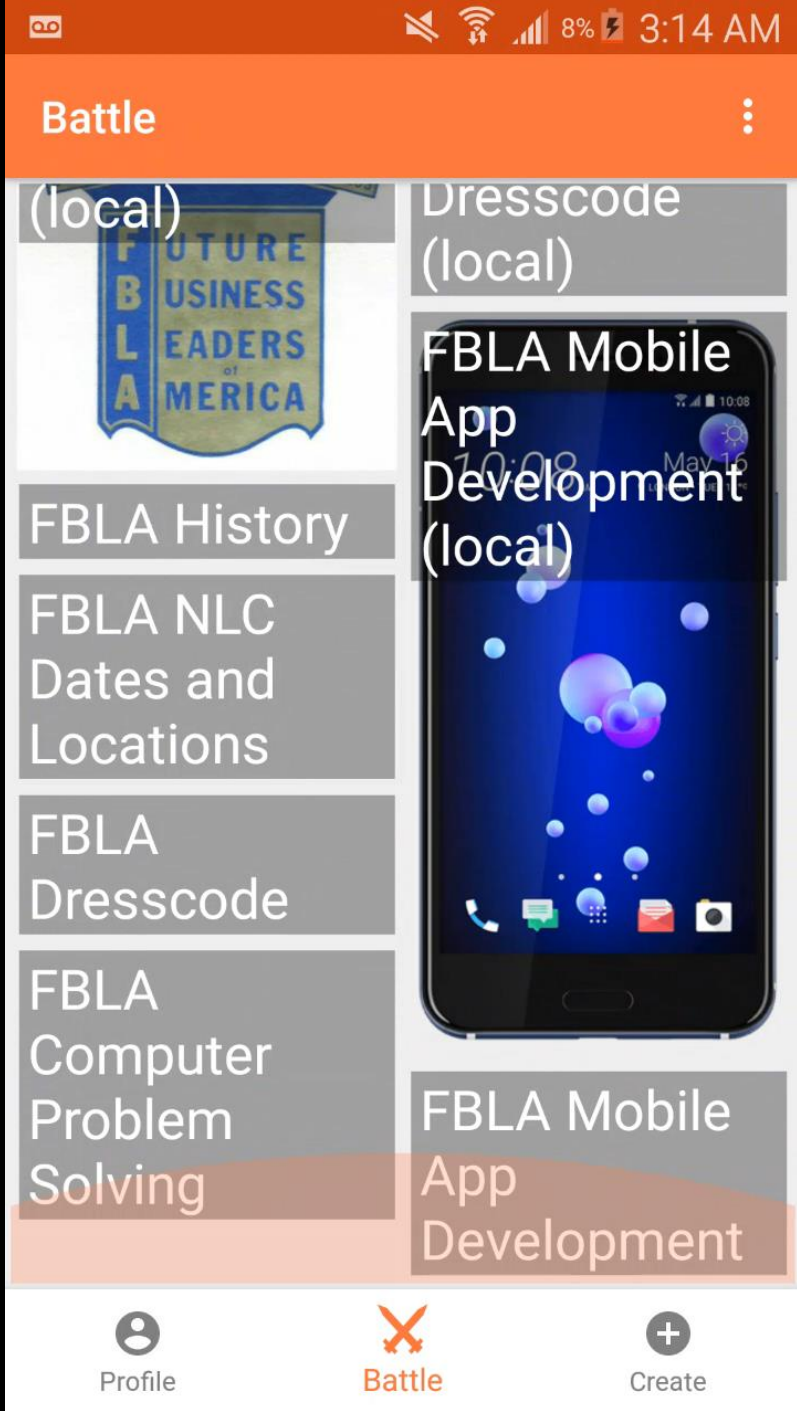 8% 3:14 AM
Battle
(local)
FUTURE
BUSINESS
LEADERS
of
AMERICA
FBLA History
FBLA NLC
Dates and
Locations
FBLA
Dresscode
FBLA
Computer
Problem
Solving
Dresscode
(local)
FBLA Mobile
App
Development
(local)
10:08
10:08
May 16
FBLA Mobile
App
Development
Profile
Battle
Create